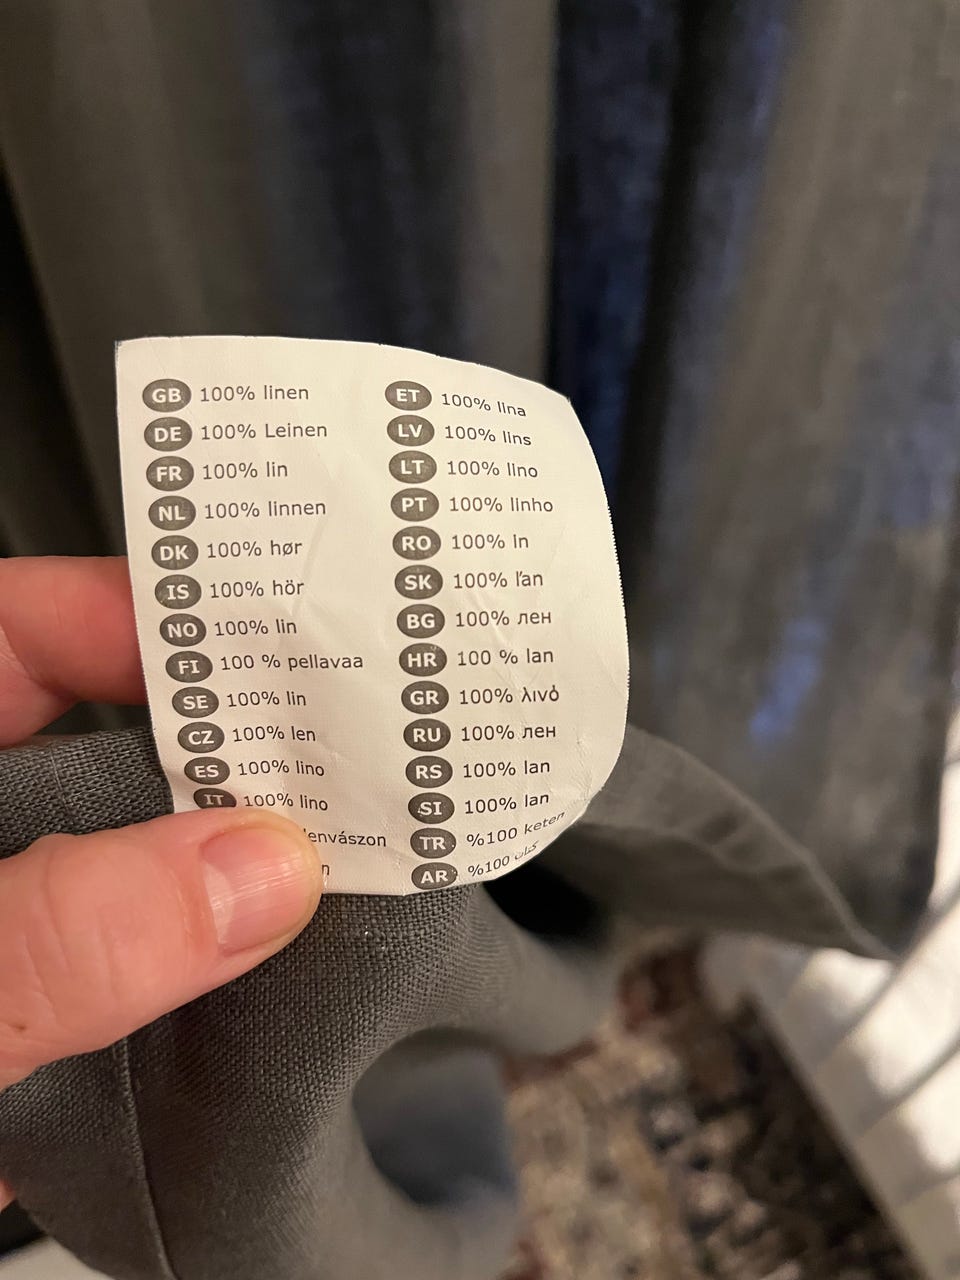 GB 100% linen
DE 100% Leinen
FR 100% lin
NL 100% linnen
DK 100% hør
IS 100% hör
NO 100% lin
FI 100 % pellavaa
SE 100% lin
CZ 100% len
ES 100% lino
IT 100% lino
lenvászon
n
ET 100% lina
LV 100% lins
LT 100% lino
PT 100% linho
RO 100% in
SK 100% ľan
BG 100% лен
HR 100 % lan
GR 100% λινό
RU 100% лен
RS 100% lan
SI 100% lan
TR %100 keten
AR %100 كتان